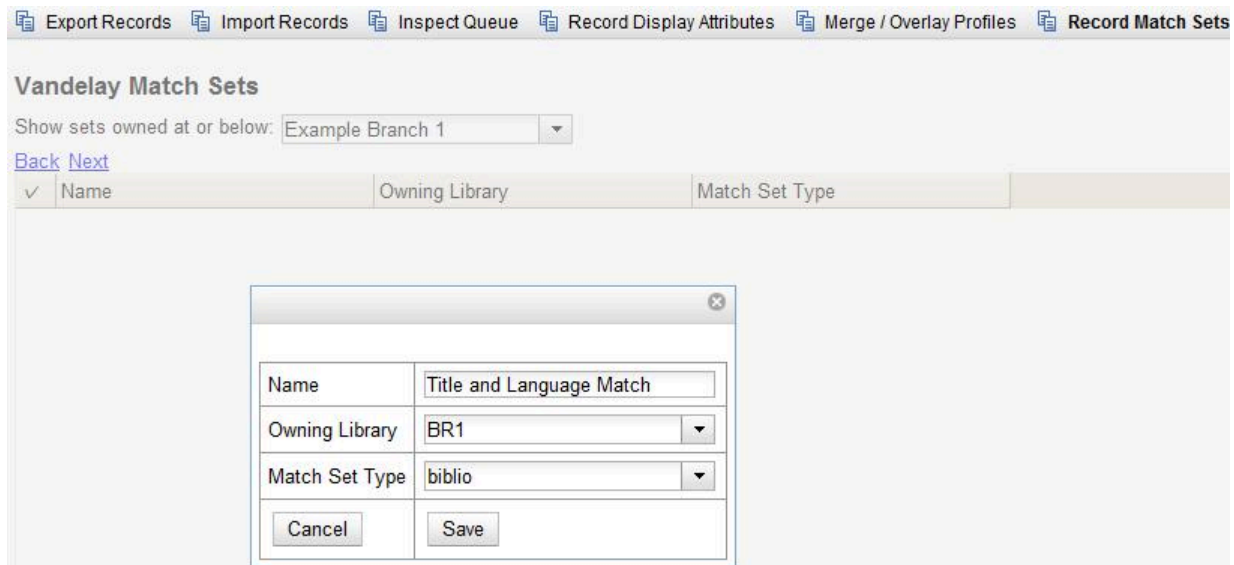 Export Records Import Records Inspect Queue Record Display Attributes Merge / Overlay Profiles Record Match Sets
Vandelay Match Sets
Show sets owned at or below: Example Branch 1
Back Next
✓ Name Owning Library Match Set Type
Name Title and Language Match
Owning Library BR1
Match Set Type biblio
Cancel Save